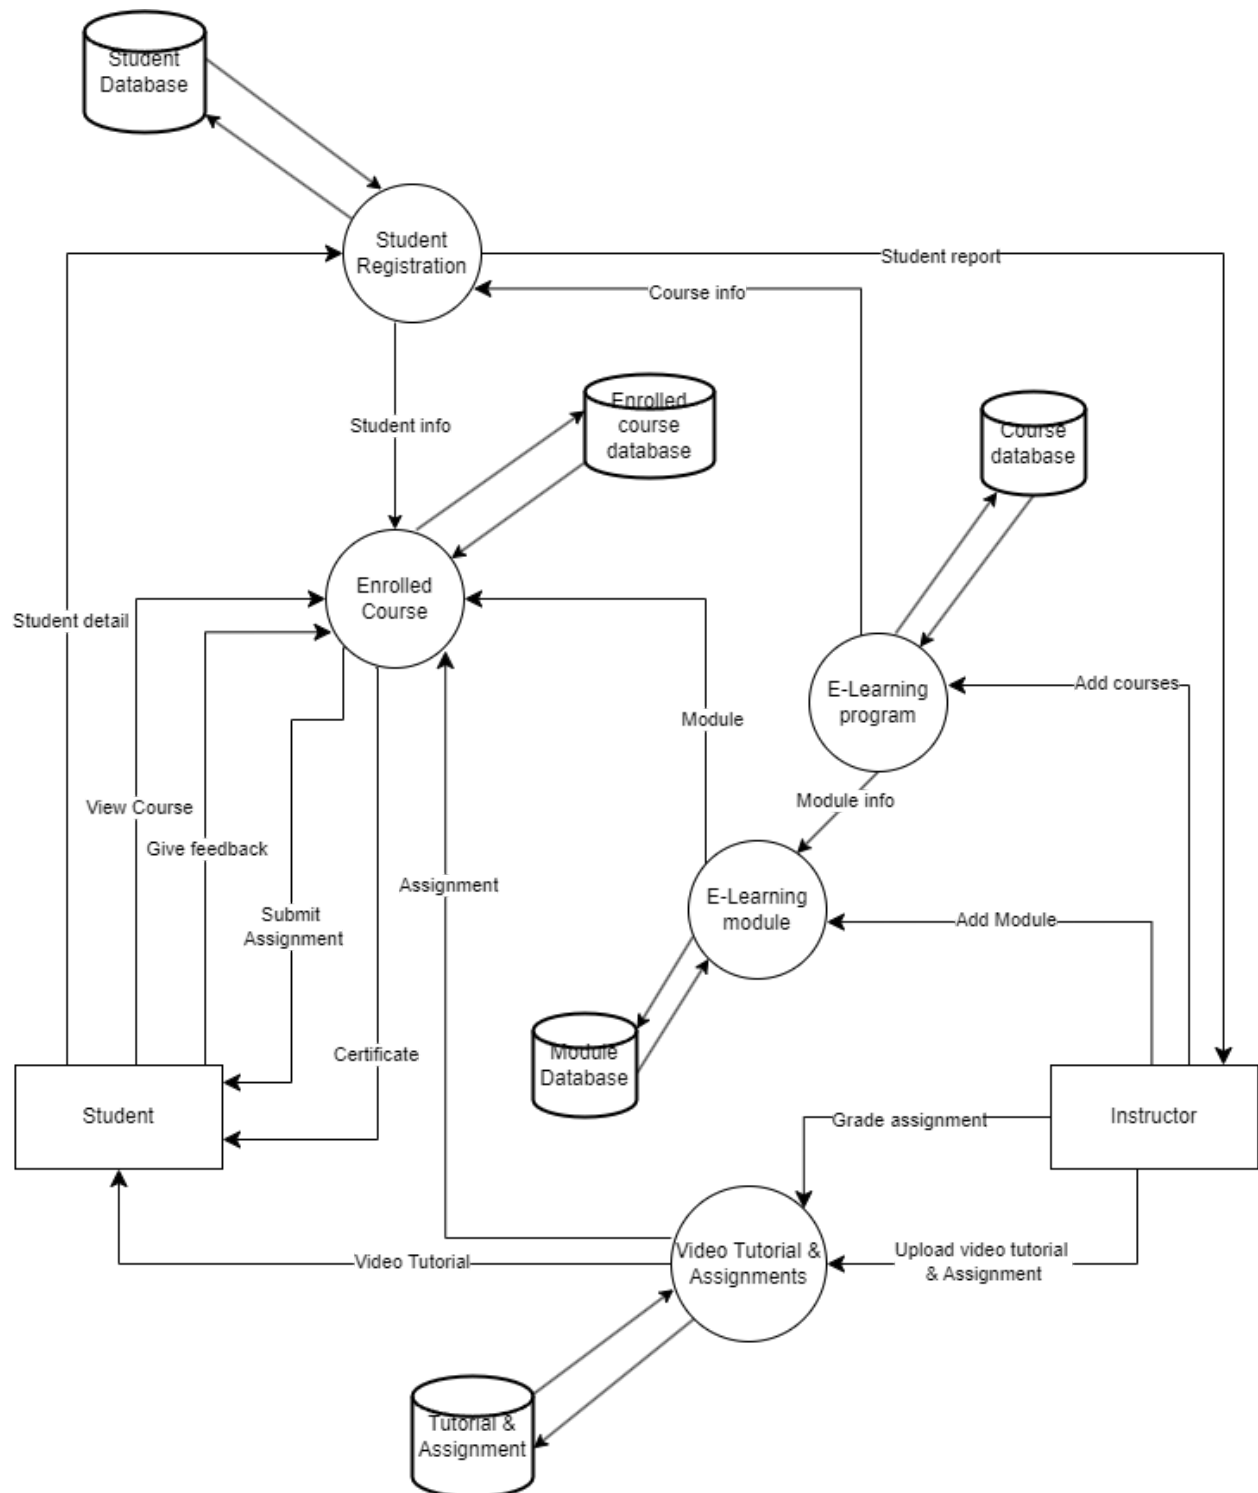 Student
Database
Student
Registration
Student report
Course info
Enrolled
course
database
Course
database
Student info
Enrolled
Course
Student detail
E-Learning
program
Add courses
Module
Module info
View Course
Give feedback
Assignment
E-Learning
module
Submit
Assignment
Add Module
Certificate
Module
Database
Student
Instructor
Grade assignment
Video Tutorial &
Assignments
Upload video tutorial
& Assignment
Video Tutorial
Tutorial &
Assignment